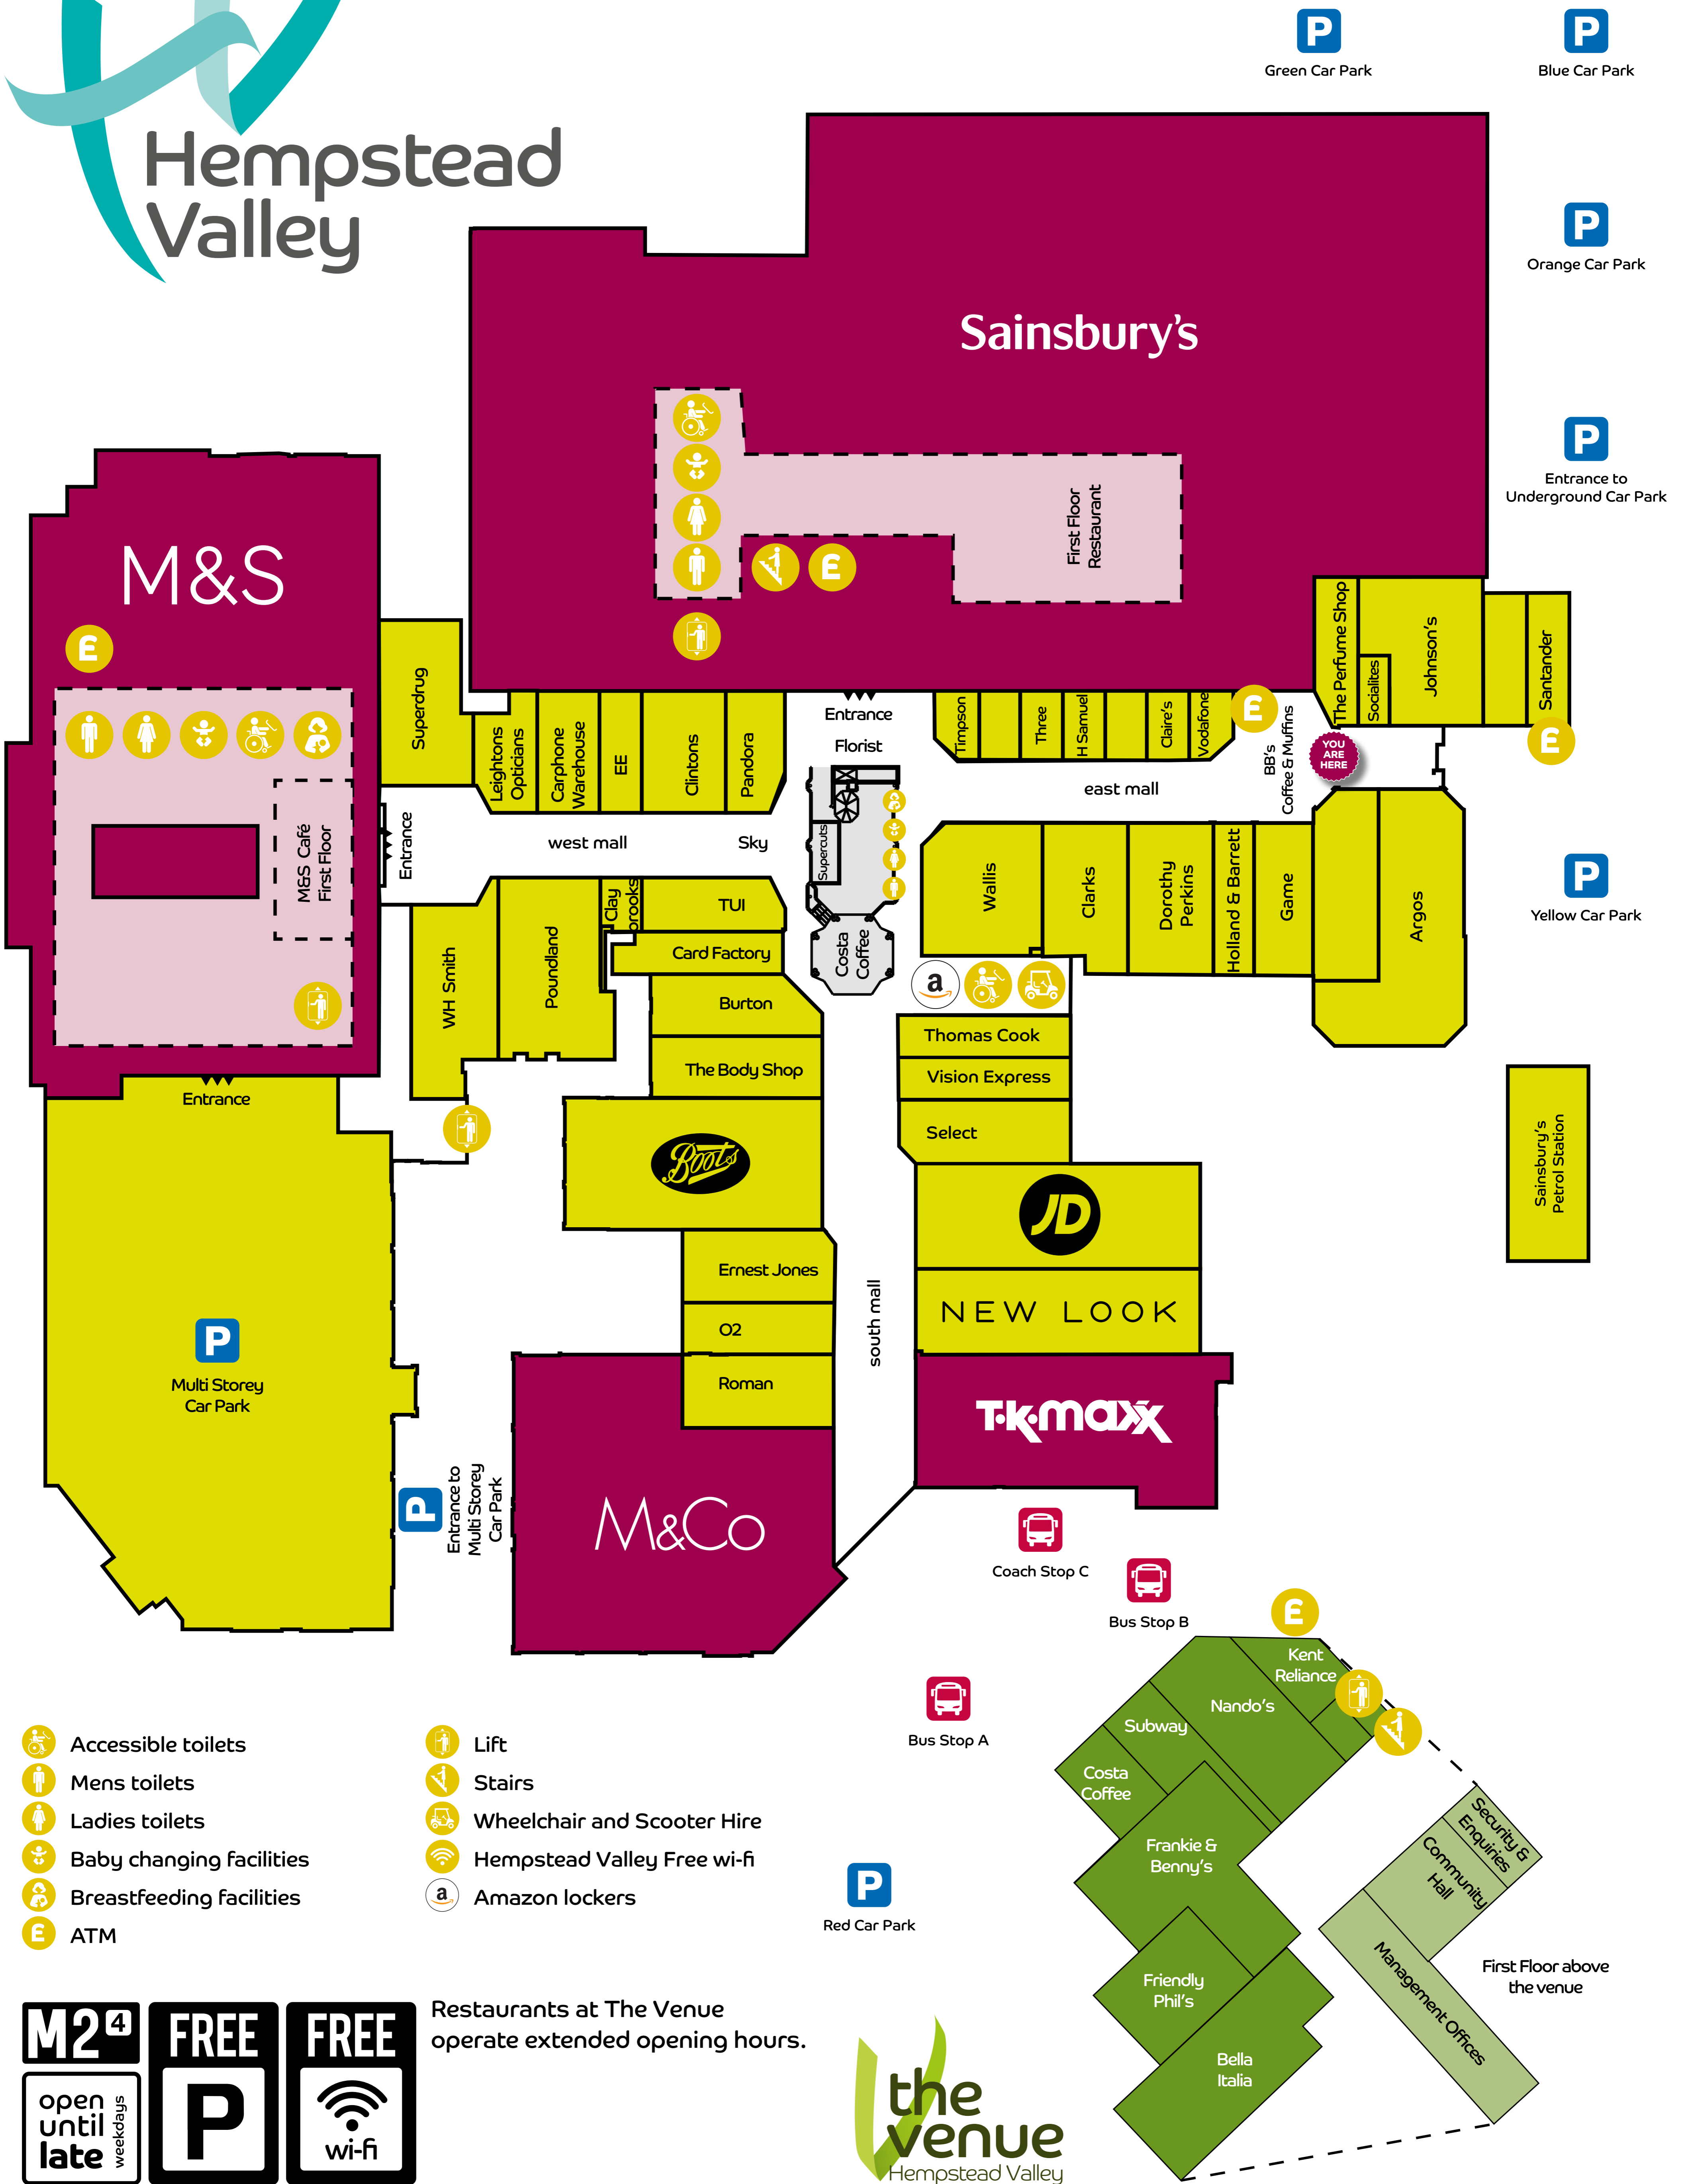 Hempstead
Valley
P
Green Car Park
P
Blue Car Park
P
Orange Car Park
P
Entrance to
Underground Car Park
P
Yellow Car Park
Sainsbury's
First Floor
Restaurant
£
M&S
£
M&S Café
First Floor
Entrance
Entrance
Superdrug
Leightons
Opticians
Carphone
Warehouse
EE
Clintons
Pandora
Entrance
Florist
Timpson
Three
H Samuel
Claire's
Vodafone
£
BB's
Coffee & Muffins
The Perfume Shop
Socialites
Johnson's
Santander
£
YOU
ARE
HERE
west mall
Sky
east mall
Supercuts
Costa
Coffee
WH Smith
Poundland
Clay
brooks
TUI
Card Factory
Burton
The Body Shop
Boots
Ernest Jones
O2
Roman
M&Co
south mall
Wallis
Clarks
Dorothy
Perkins
Holland & Barrett
Game
Argos
a
Thomas Cook
Vision Express
Select
JD
NEW LOOK
T·K·maxx
Sainsbury's
Petrol Station
P
Multi Storey
Car Park
P
Entrance to
Multi Storey
Car Park
Coach Stop C
Bus Stop B
Bus Stop A
P
Red Car Park
£
Kent
Reliance
Nando's
Subway
Costa
Coffee
Frankie &
Benny's
Friendly
Phil's
Bella
Italia
Security &
Enquiries
Community
Hall
Management Offices
First Floor above
the venue
Accessible toilets
Mens toilets
Ladies toilets
Baby changing facilities
Breastfeeding facilities
£ ATM
Lift
Stairs
Wheelchair and Scooter Hire
Hempstead Valley Free wi-fi
a Amazon lockers
M2 4
open
until
late
weekdays
FREE
P
FREE
wi-fi
Restaurants at The Venue
operate extended opening hours.
the
venue
Hempstead Valley